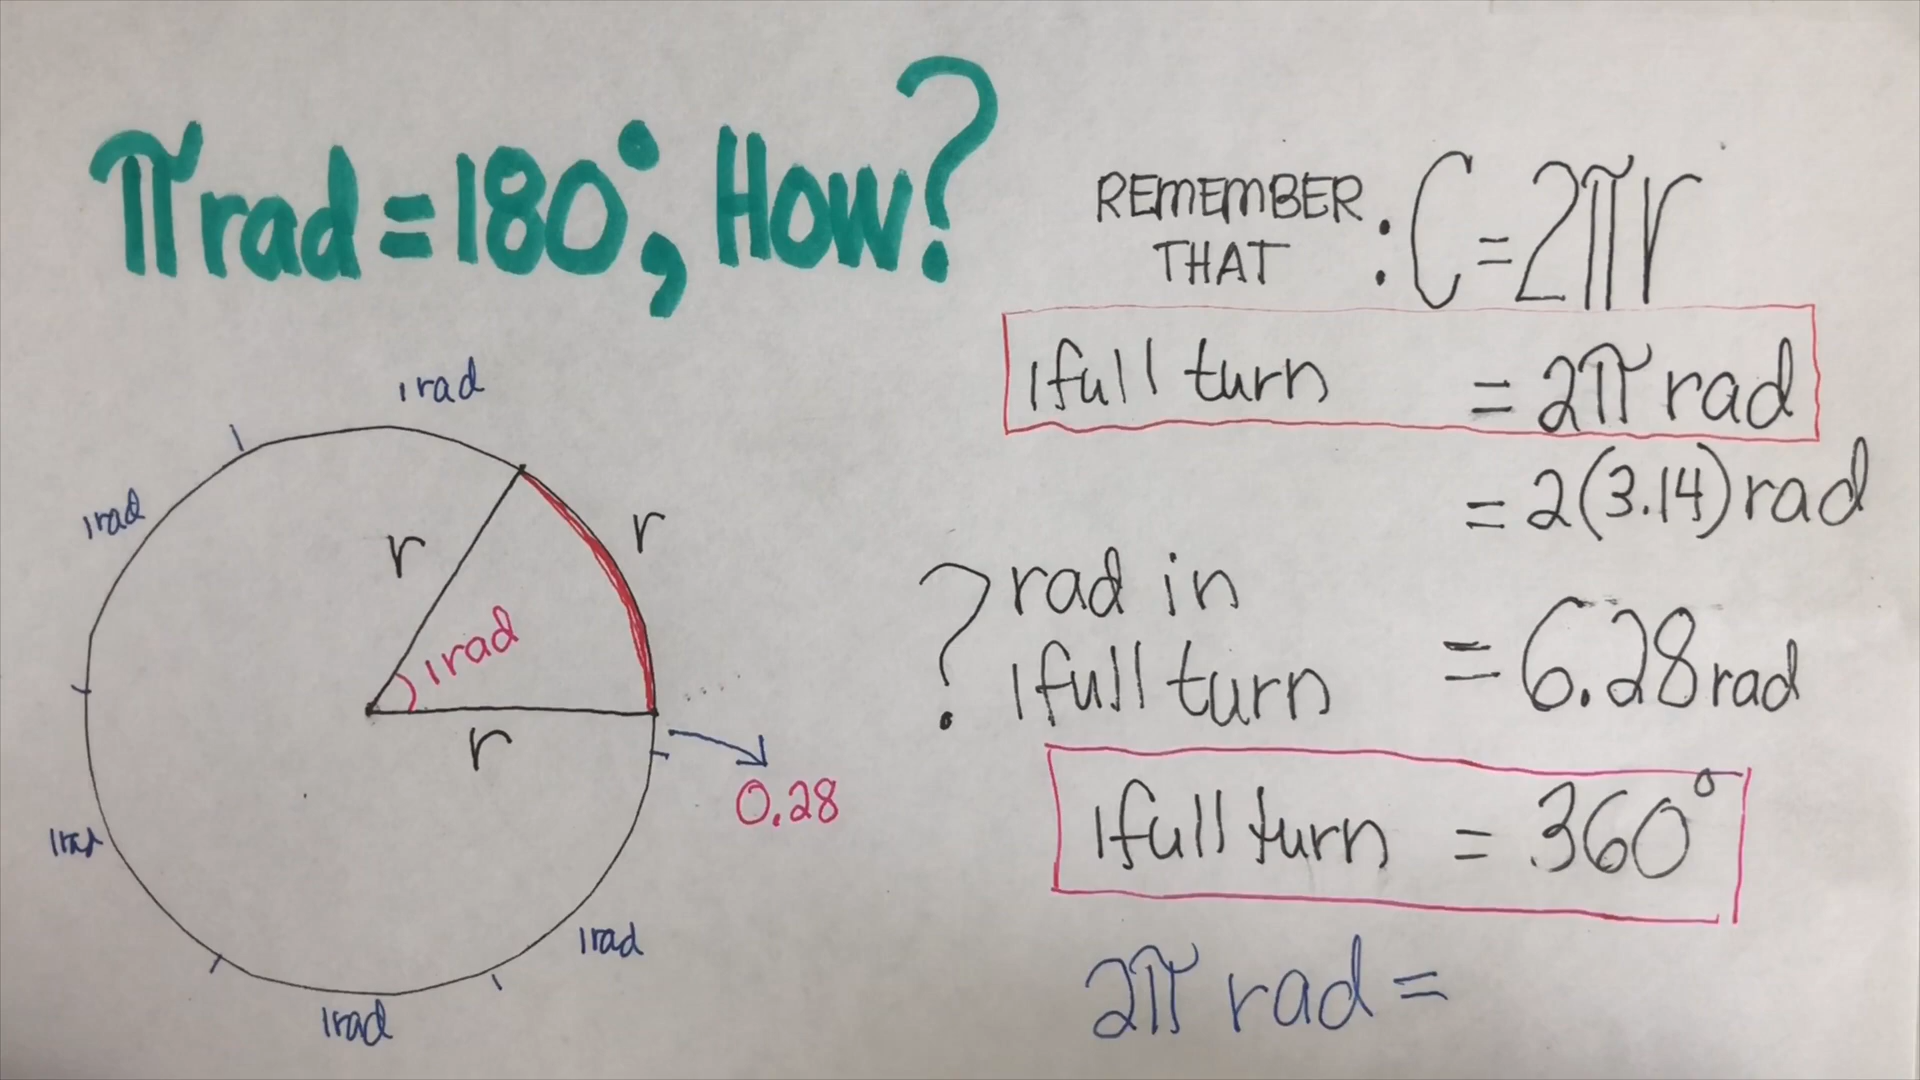 π rad = 180°, How?
REMEMBER THAT : C = 2πr
1 full turn = 2π rad
= 2(3.14) rad
? rad in 1 full turn = 6.28 rad
1 full turn = 360°
2π rad =
1 rad
1 rad
r
r
1 rad
r
0.28
1 rad
1 rad
1 rad